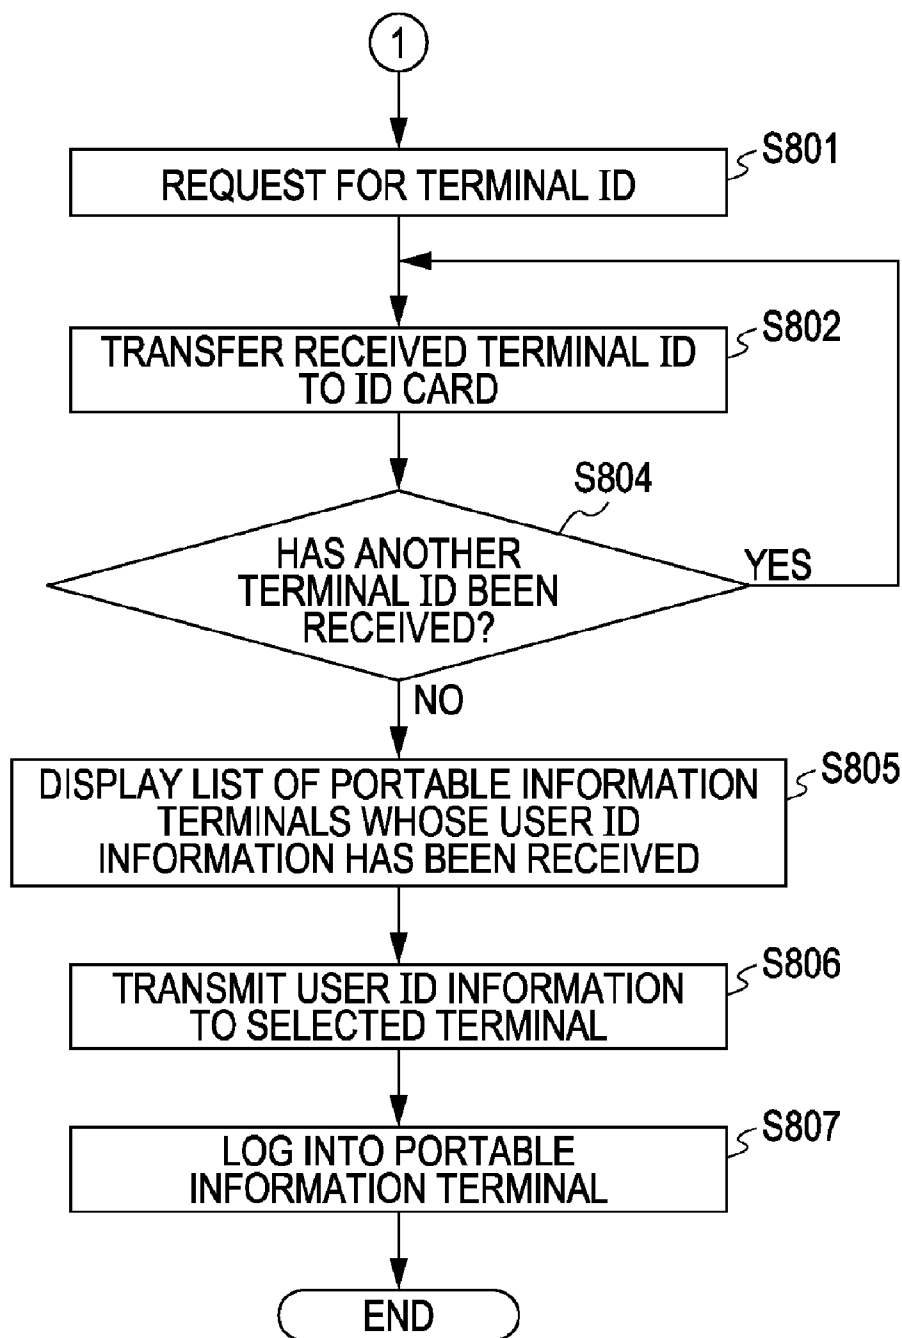 1
S801
REQUEST FOR TERMINAL ID
S802
TRANSFER RECEIVED TERMINAL ID
TO ID CARD
S804
HAS ANOTHER
TERMINAL ID BEEN
RECEIVED?
YES
NO
S805
DISPLAY LIST OF PORTABLE INFORMATION
TERMINALS WHOSE USER ID
INFORMATION HAS BEEN RECEIVED
S806
TRANSMIT USER ID INFORMATION
TO SELECTED TERMINAL
S807
LOG INTO PORTABLE
INFORMATION TERMINAL
END